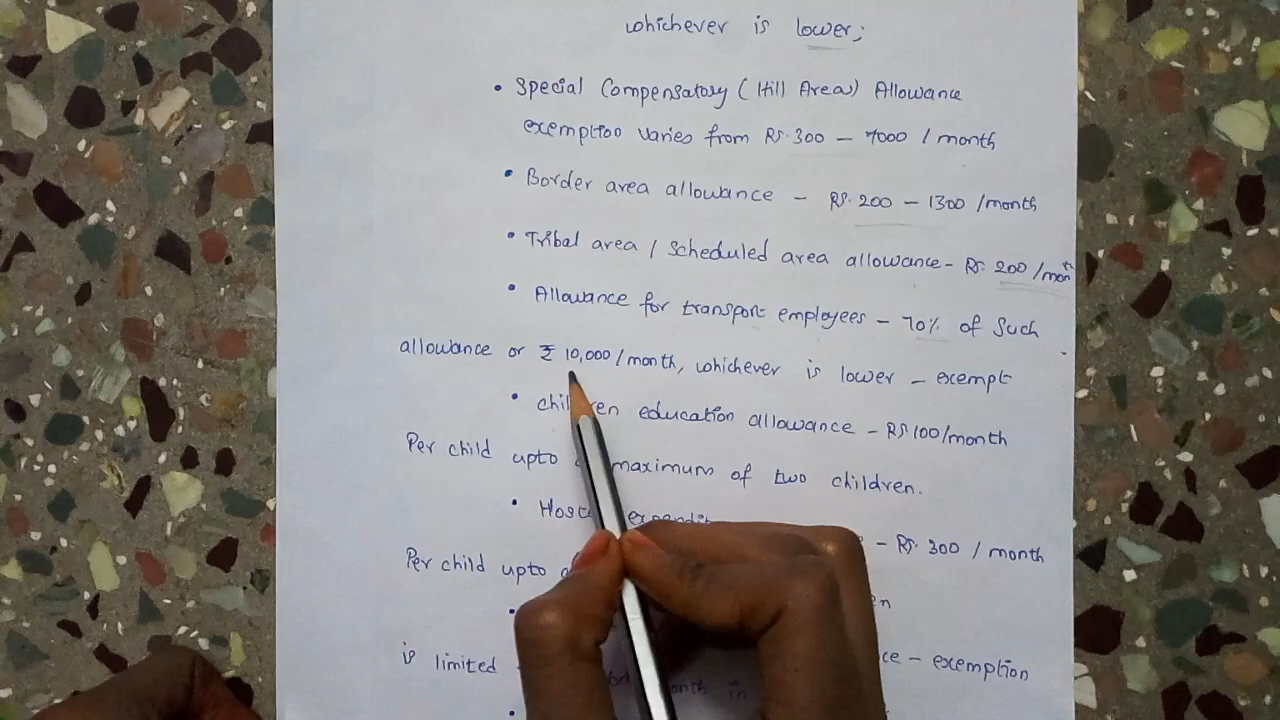 whichever is lower;
• Special Compensatory (Hill Area) Allowance
exemption varies from Rs. 300 – 7000 / month
• Border area allowance – Rs. 200 – 1300 /month
• Tribal area / Scheduled area allowance – Rs. 200 /month
• Allowance for transport employees – 70% of such
allowance or ₹ 10,000/month, whichever is lower – exempt
• children education allowance – Rs 100/month
Per child upto maximum of two children.
• – Rs. 300 / month
Per child upto
•
is limited – exemption
in
•